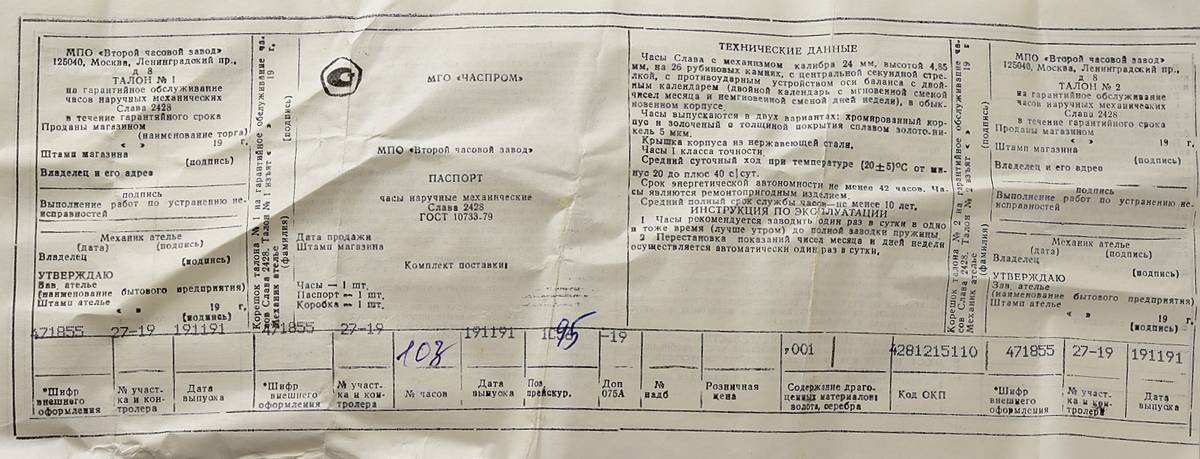 МПО «Второй часовой завод»
125040, Москва, Ленинградский пр.,
д 8
ТАЛОН № 1
на гарантийное обслуживание
часов наручных механических
Слава 2428
в течение гарантийного срока
Проданы магазином
(наименование торга)
« » 19 г.
Штамп магазина (подпись)
Владелец и его адрес
подпись
Выполнение работ по устранению не-
исправностей
Механик ателье
(дата) (подпись)
Владелец
(подпись)
УТВЕРЖДАЮ
Зав. ателье
(наименование бытового предприятия)
Штамп ателье
« » 19 г.
(подпись)
Корешок талона № 1 на гарантийное обслуживание ча-
сов Слава 2428. Талон № 1 изъят « » 19 г.
Механик ателье
(фамилия) (подпись)
МГО «ЧАСПРОМ»
МПО «Второй часовой завод»
ПАСПОРТ
часы наручные механические
Слава 2428
ГОСТ 10733-79
Дата продажи
Штамп магазина
Комплект поставки
Часы — 1 шт.
Паспорт — 1 шт.
Коробка — 1 шт.
ТЕХНИЧЕСКИЕ ДАННЫЕ
Часы Слава с механизмом калибра 24 мм, высотой 4,85
мм, на 26 рубиновых камнях, с центральной секундной стре-
лкой, с противоударным устройством оси баланса с двой-
ным календарем (двойной календарь с мгновенной сменой
чисел месяца и немгновенной сменой дней недели), в обык-
новенном корпусе.
Часы выпускаются в двух вариантах: хромированный кор-
пус и золоченый с толщиной покрытия сплавом золото-ни-
кель 5 мкм.
Крышка корпуса из нержавеющей стали.
Часы 1 класса точности.
Средний суточный ход при температуре (20±5)°С от ми-
нус 20 до плюс 40 с/сут.
Срок энергетической автономности не менее 42 часов. Ча-
сы являются ремонтопригодным изделием.
Средний полный срок службы часов—не менее 10 лет.
ИНСТРУКЦИЯ ПО ЭКСПЛУАТАЦИИ
1 Часы рекомендуется заводить один раз в сутки в одно
и тоже время (лучше утром) до полной заводки пружины.
2 Перестановка показаний чисел месяца и дней недели
осуществляется автоматически один раз в сутки.
Корешок талона № 2 на гарантийное обслуживание ча-
сов Слава 2428. Талон № 2 изъят « » 19 г.
Механик ателье
(фамилия) (подпись)
МПО «Второй часовой завод»
125040, Москва, Ленинградский пр.,
д 8
ТАЛОН № 2
на гарантийное обслуживание
часов наручных механических
Слава 2428
в течение гарантийного срока
Проданы магазином
« » 19 г.
Штамп магазина
(подпись)
Владелец и его адрес
подпись
Выполнение работ по устранению не-
исправностей
Механик ателье
(дата) (подпись)
Владелец
(подпись)
УТВЕРЖДАЮ
Зав. ателье
(наименование бытового предприятия)
Штамп ателье
« » 19 г.
(подпись)
471855 27-19 191191 471855 27-19 103 191191 95 -19 001 4281215110 471855 27-19 191191
*Шифр внешнего оформления
№ участ-ка и кон-тролера
Дата выпуска
*Шифр внешнего оформления
№ участ-ка и кон-тролера
№ часов
Дата выпуска
Поз прейскур.
Доп 075А
№ надб
Розничная цена
Содержание драго-ценных материалов: золота, серебра
Код ОКП
*Шифр внешнего оформления
№ участ-ка и кон-тролера
Дата выпуска